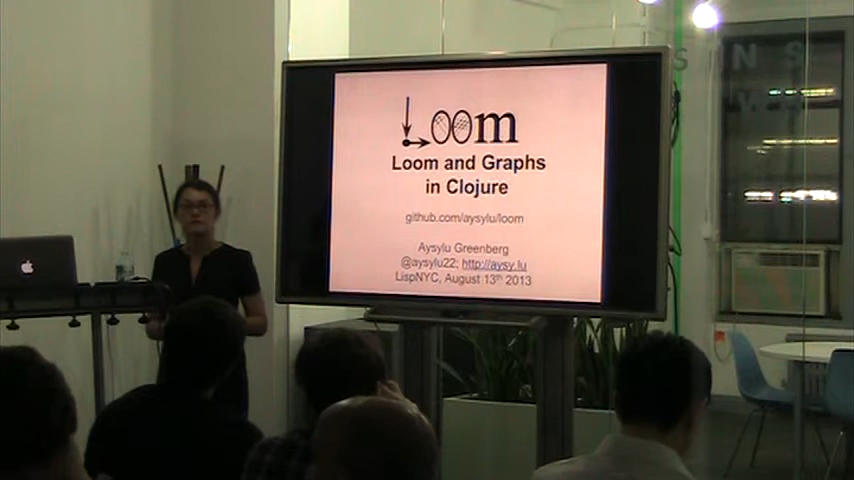 Loom
Loom and Graphs
in Clojure
github.com/aysylu/loom
Aysylu Greenberg
@aysylu22; http://aysy.lu
LispNYC, August 13th 2013
S N S